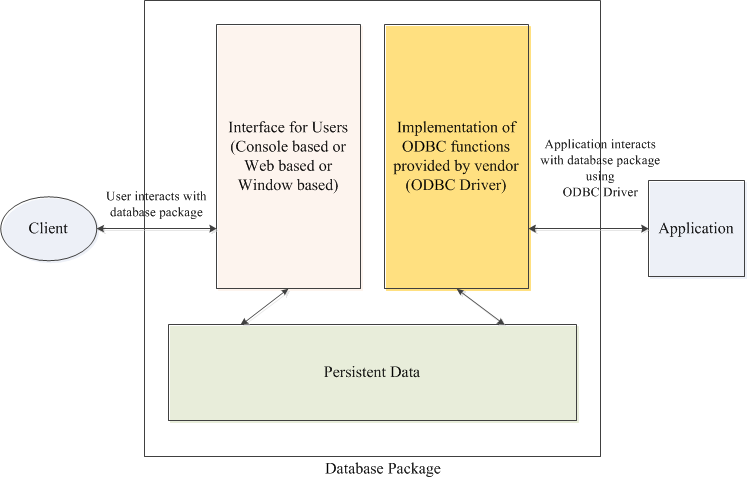 Interface for Users
(Console based or
Web based or
Window based)
Implementation of
ODBC functions
provided by vendor
(ODBC Driver)
Application interacts
with database package
using
ODBC Driver
User interacts with
database package
Client
Application
Persistent Data
Database Package